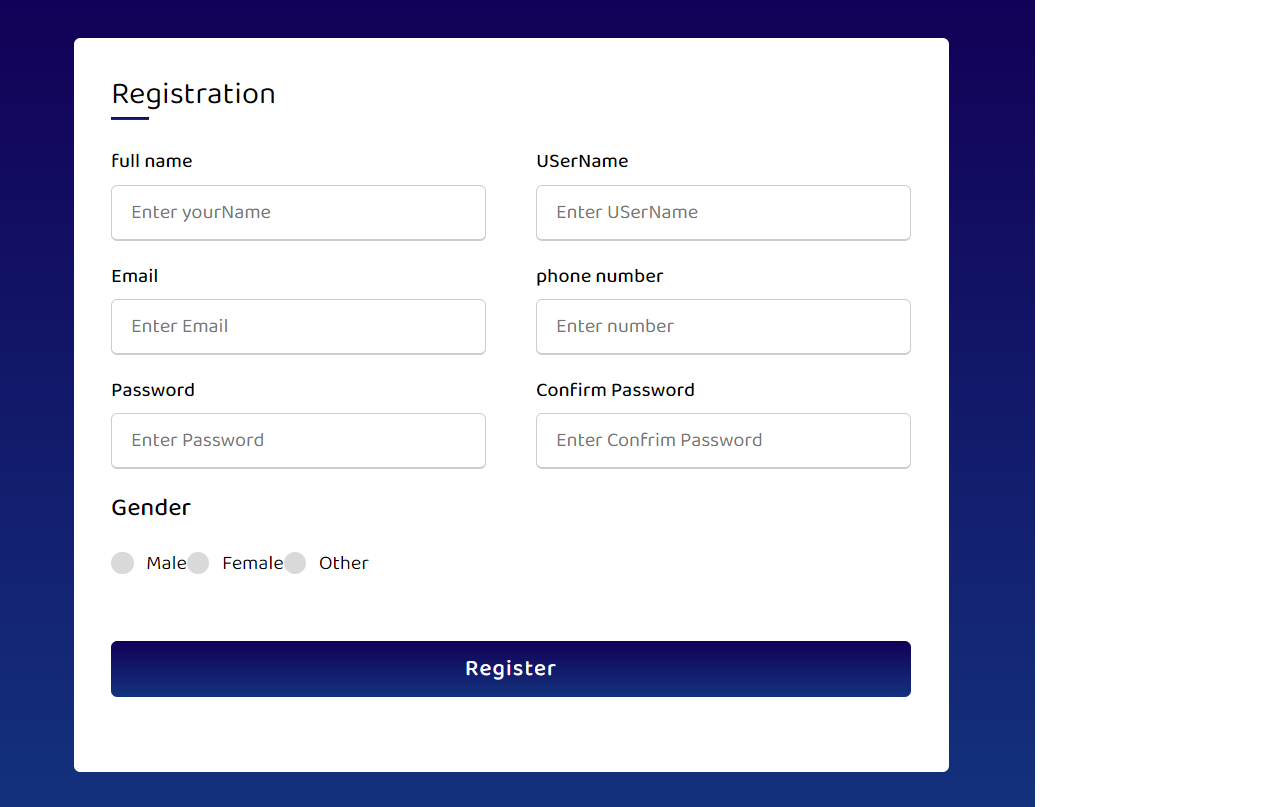 Registration
full name USerName
Enter yourName Enter USerName
Email phone number
Enter Email Enter number
Password Confirm Password
Enter Password Enter Confrim Password
Gender
Male Female Other
Register